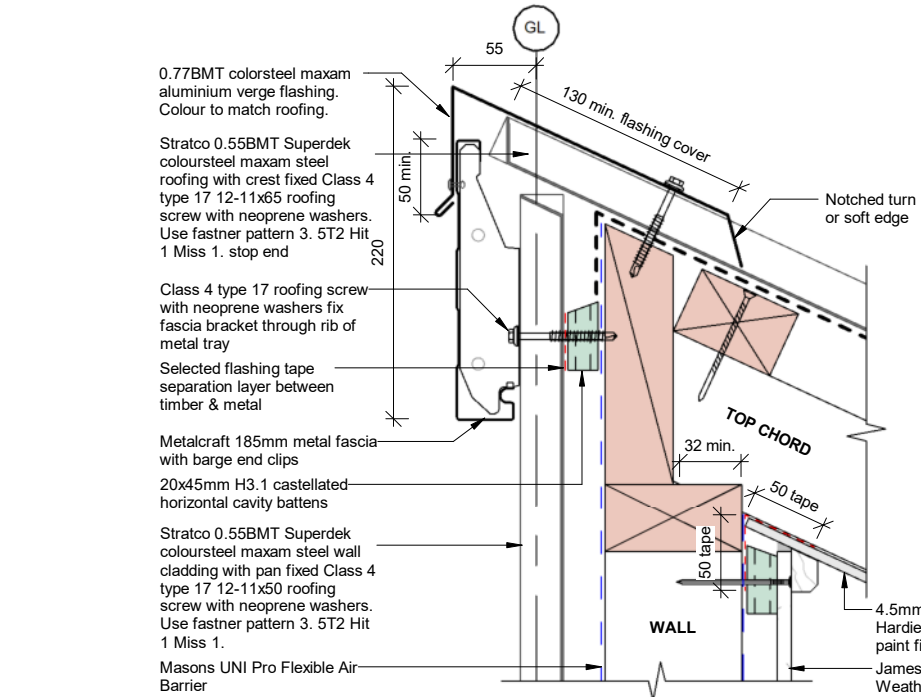 GL
55
130 min. flashing cover
0.77BMT colorsteel maxam
aluminium verge flashing.
Colour to match roofing.
Stratco 0.55BMT Superdek
coloursteel maxam steel
roofing with crest fixed Class 4
type 17 12-11x65 roofing
screw with neoprene washers.
Use fastner pattern 3. 5T2 Hit
1 Miss 1. stop end
50 min.
220
Notched turn
or soft edge
Class 4 type 17 roofing screw
with neoprene washers fix
fascia bracket through rib of
metal tray
Selected flashing tape
separation layer between
timber & metal
TOP CHORD
Metalcraft 185mm metal fascia
with barge end clips
32 min.
20x45mm H3.1 castellated
horizontal cavity battens
50 tape
50 tape
Stratco 0.55BMT Superdek
coloursteel maxam steel wall
cladding with pan fixed Class 4
type 17 12-11x50 roofing
screw with neoprene washers.
Use fastner pattern 3. 5T2 Hit
1 Miss 1.
WALL
4.5mm
Hardie
paint fi
Masons UNI Pro Flexible Air
Barrier
James
Weath